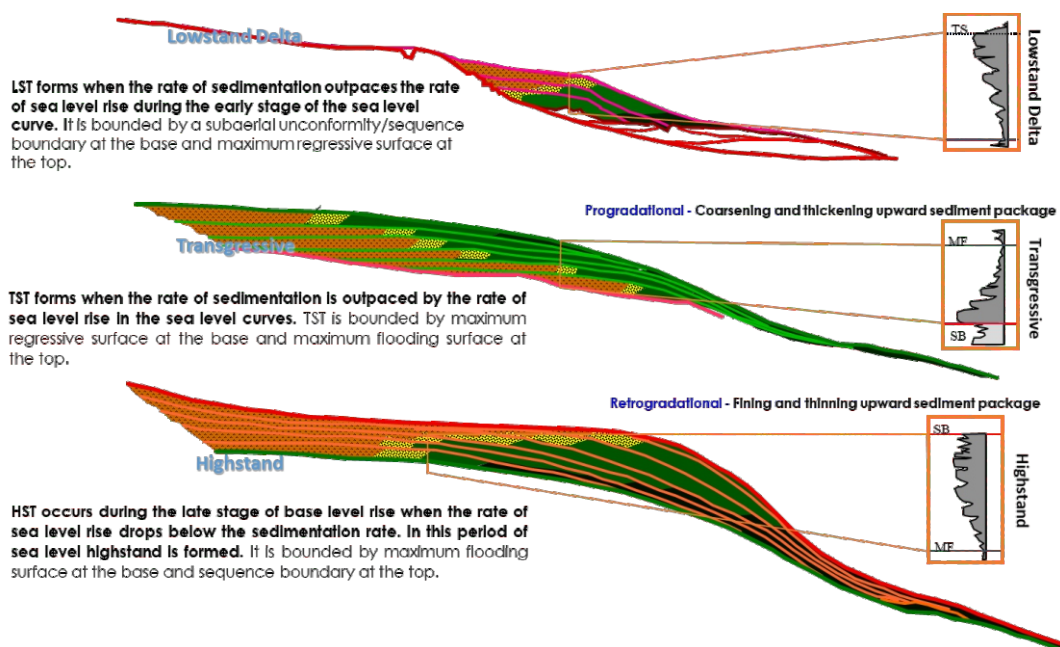 Lowstand Delta
LST forms when the rate of sedimentation outpaces the rate
of sea level rise during the early stage of the sea level
curve. It is bounded by a subaerial unconformity/sequence
boundary at the base and maximum regressive surface at
the top.
TS
Lowstand Delta
Progradational - Coarsening and thickening upward sediment package
Transgressive
TST forms when the rate of sedimentation is outpaced by the rate of
sea level rise in the sea level curves. TST is bounded by maximum
regressive surface at the base and maximum flooding surface at
the top.
MF
SB
Transgressive
Retrogradational - Fining and thinning upward sediment package
Highstand
HST occurs during the late stage of base level rise when the rate of
sea level rise drops below the sedimentation rate. In this period of
sea level highstand is formed. It is bounded by maximum flooding
surface at the base and sequence boundary at the top.
SB
MF
Highstand